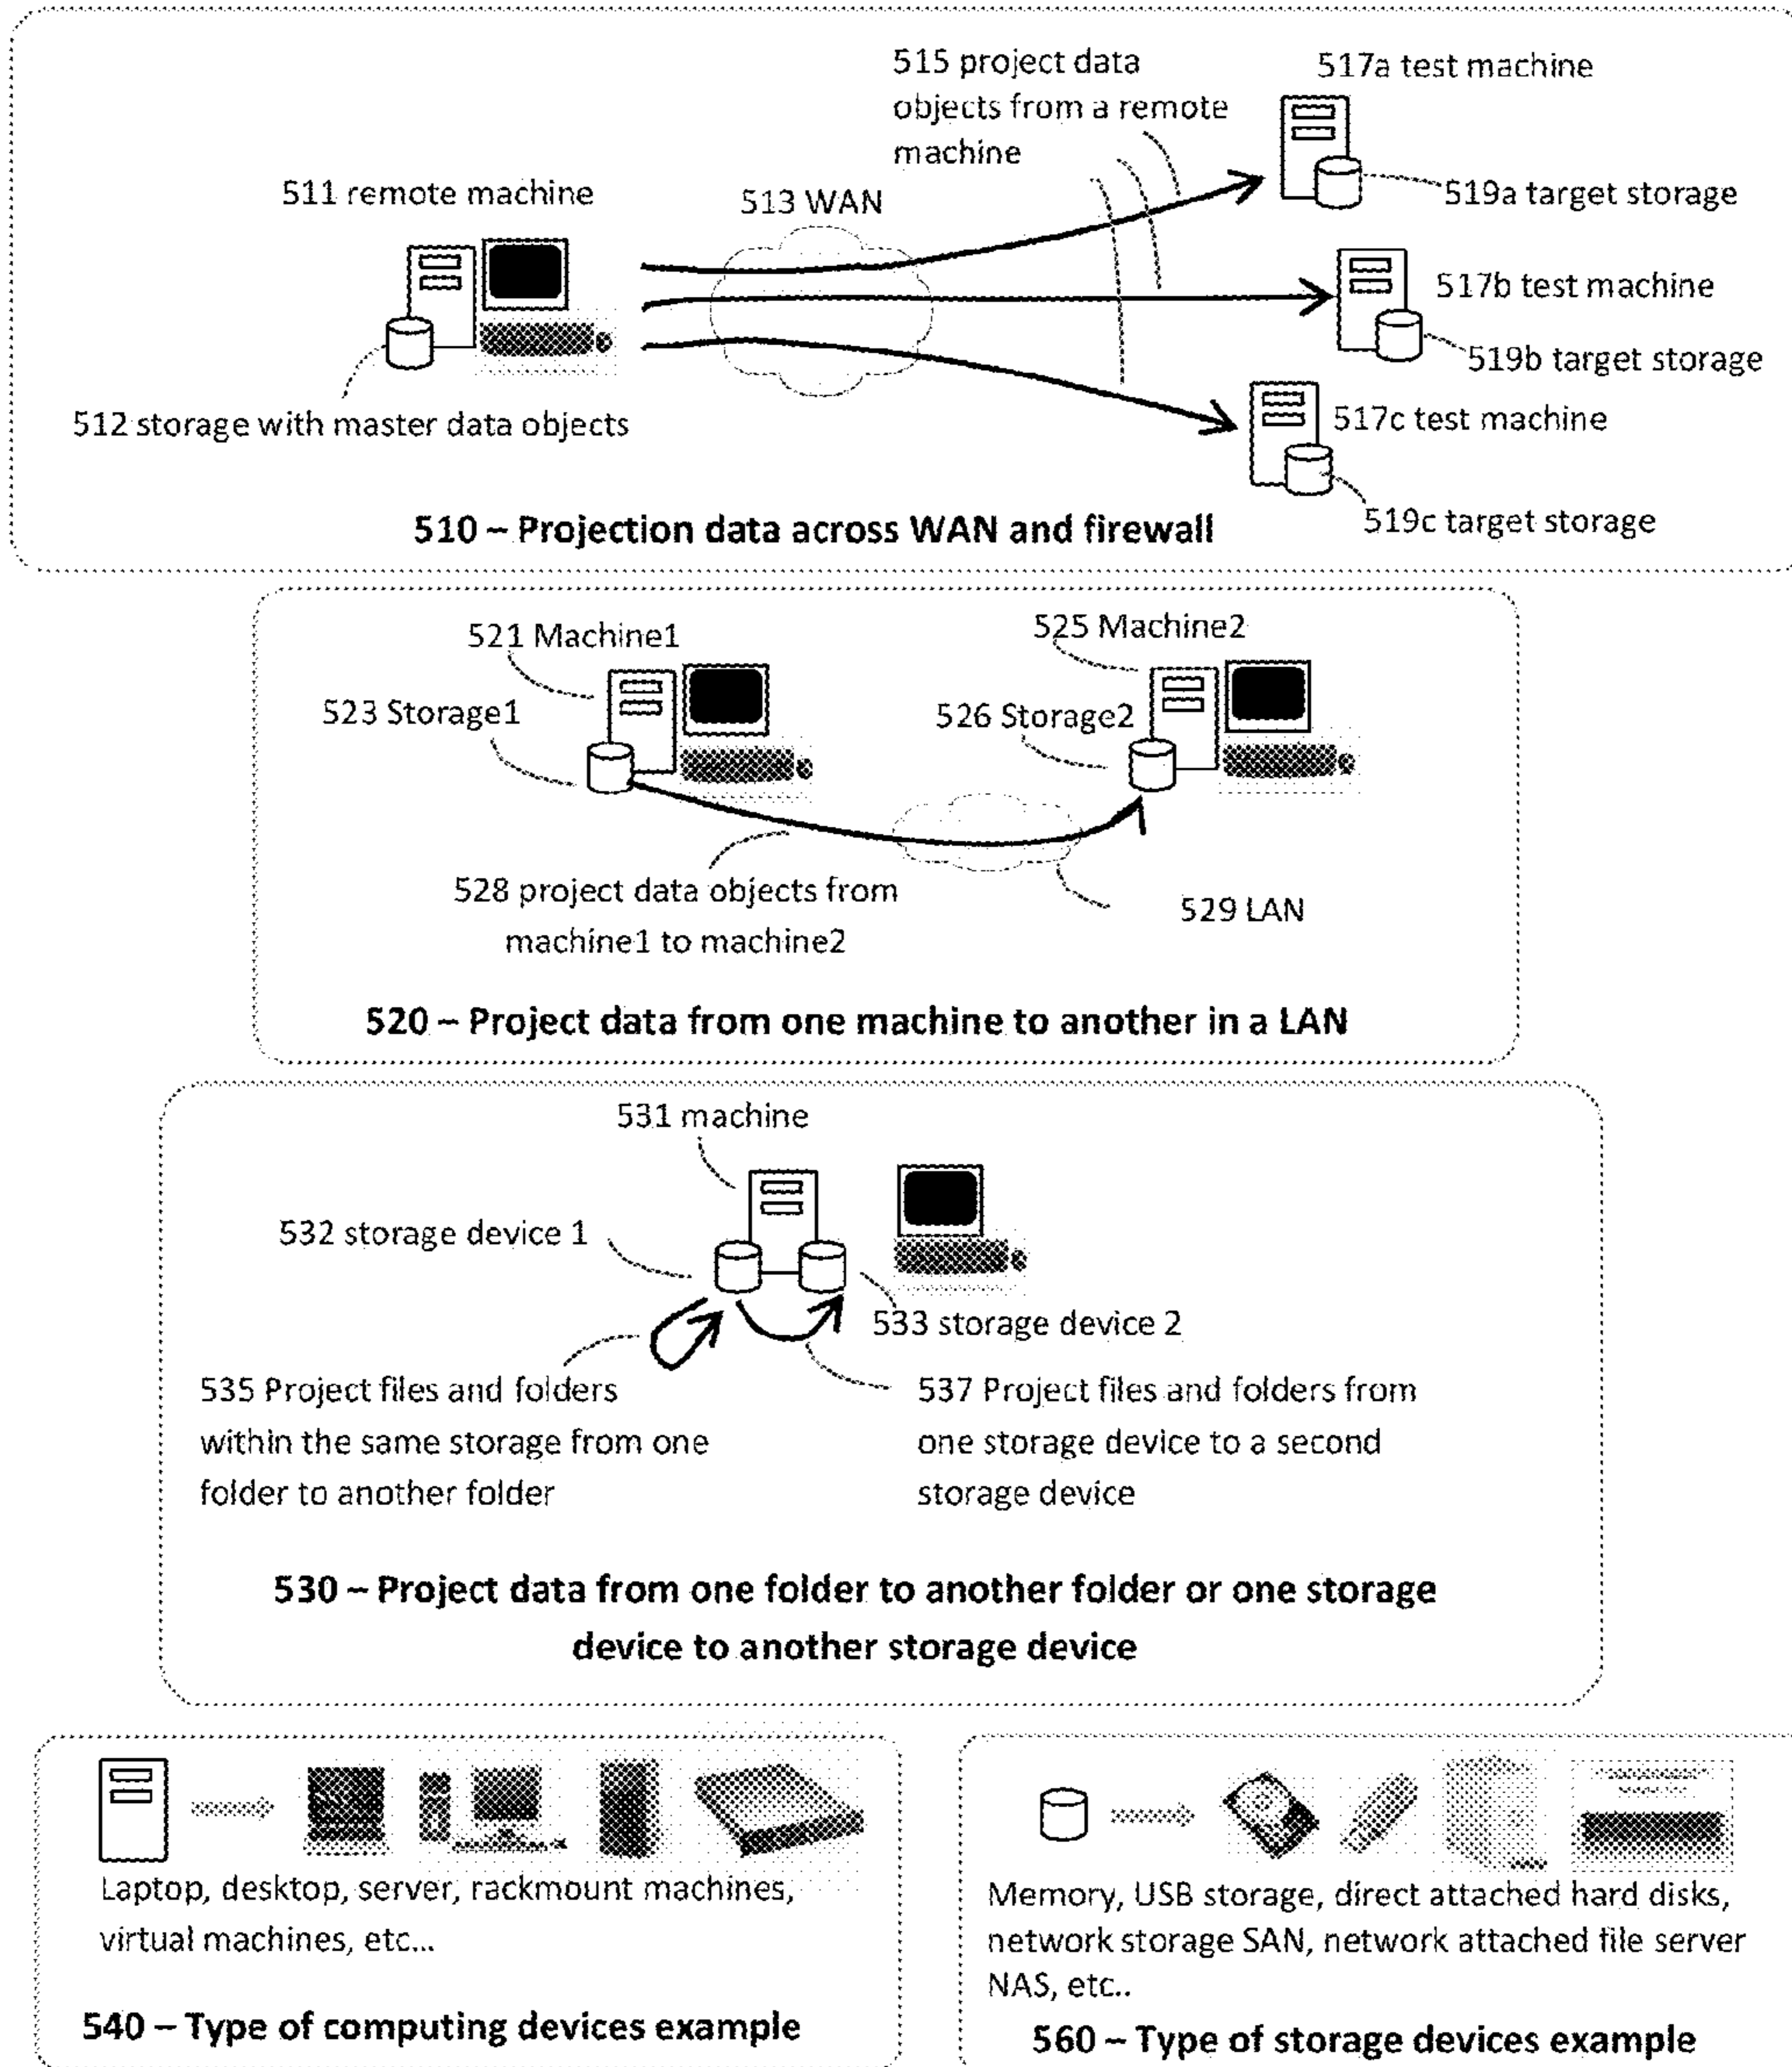 515 project data
objects from a remote
machine
517a test machine
511 remote machine
513 WAN
519a target storage
517b test machine
519b target storage
512 storage with master data objects
517c test machine
519c target storage
510 – Projection data across WAN and firewall
521 Machine1
525 Machine2
523 Storage1
526 Storage2
528 project data objects from
machine1 to machine2
529 LAN
520 – Project data from one machine to another in a LAN
531 machine
532 storage device 1
533 storage device 2
535 Project files and folders
within the same storage from one
folder to another folder
537 Project files and folders from
one storage device to a second
storage device
530 – Project data from one folder to another folder or one storage
device to another storage device
Laptop, desktop, server, rackmount machines,
virtual machines, etc...
540 – Type of computing devices example
Memory, USB storage, direct attached hard disks,
network storage SAN, network attached file server
NAS, etc..
560 – Type of storage devices example